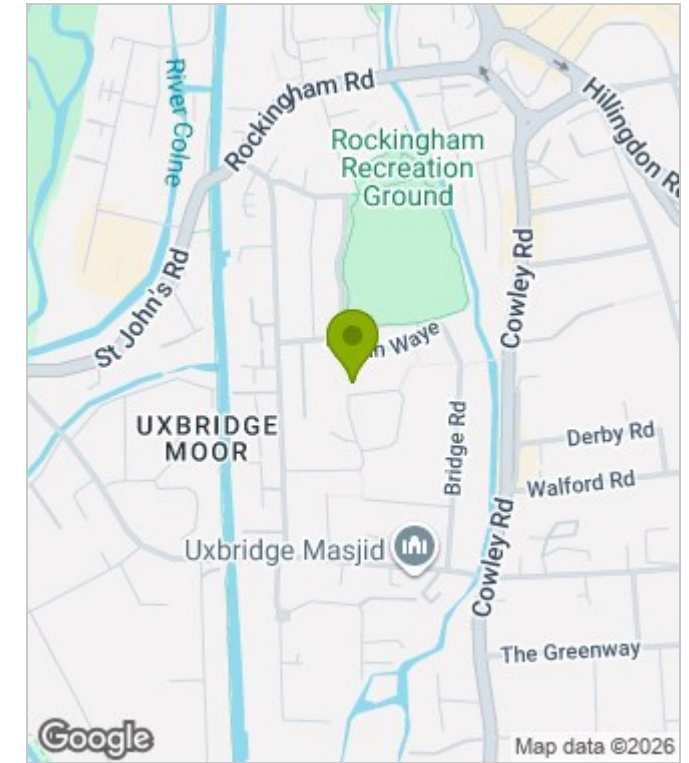 River Colne
Rockingham Rd
Hillingdon R
Rockingham
Recreation
Ground
St John's Rd
Cowley Rd
n Waye
UXBRIDGE
MOOR
Bridge Rd
Derby Rd
Walford Rd
Uxbridge Masjid
Cowley Rd
The Greenway
Google
Map data ©2026